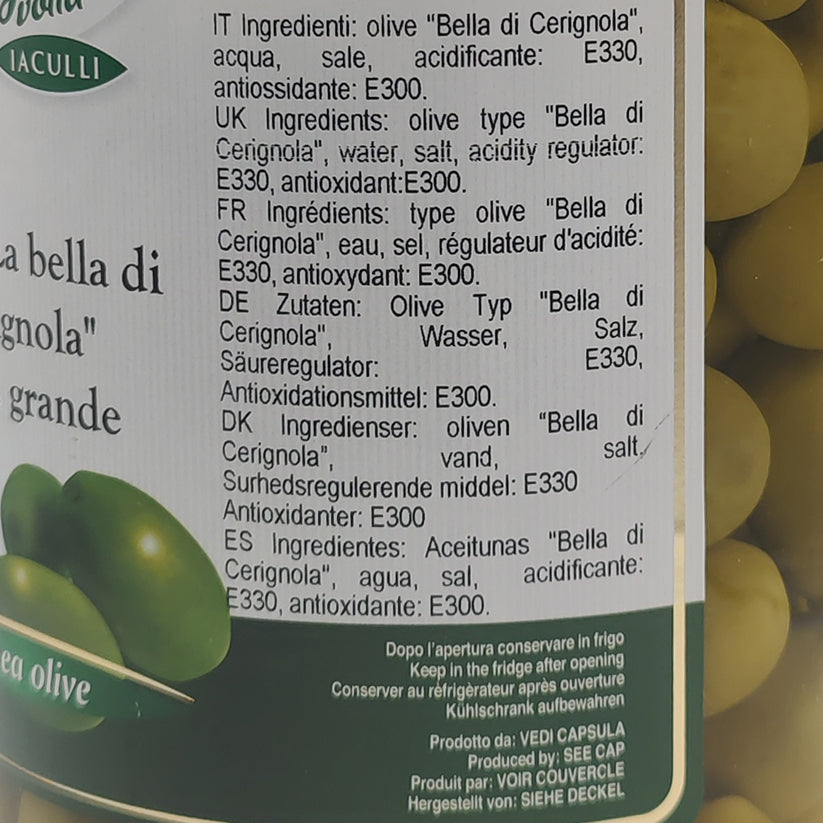 IACULLI
La bella di
gnola"
grande
ea olive
IT Ingredienti: olive "Bella di Cerignola",
acqua, sale, acidificante: E330,
antiossidante: E300.
UK Ingredients: olive type "Bella di
Cerignola", water, salt, acidity regulator:
E330, antioxidant:E300.
FR Ingrédients: type olive "Bella di
Cerignola", eau, sel, régulateur d'acidité:
E330, antioxydant: E300.
DE Zutaten: Olive Typ "Bella di
Cerignola", Wasser, Salz,
Säureregulator: E330,
Antioxidationsmittel: E300.
DK Ingredienser: oliven "Bella di
Cerignola", vand, salt,
Surhedsregulerende middel: E330
Antioxidanter: E300
ES Ingredientes: Aceitunas "Bella di
Cerignola", agua, sal, acidificante:
E330, antioxidante: E300.
Dopo l'apertura conservare in frigo
Keep in the fridge after opening
Conserver au rèfrigèrateur après ouverture
Kühlschrank aufbewahren
Prodotto da: VEDI CAPSULA
Produced by: SEE CAP
Produit par: VOIR COUVERCLE
Hergestellt von: SIEHE DECKEL